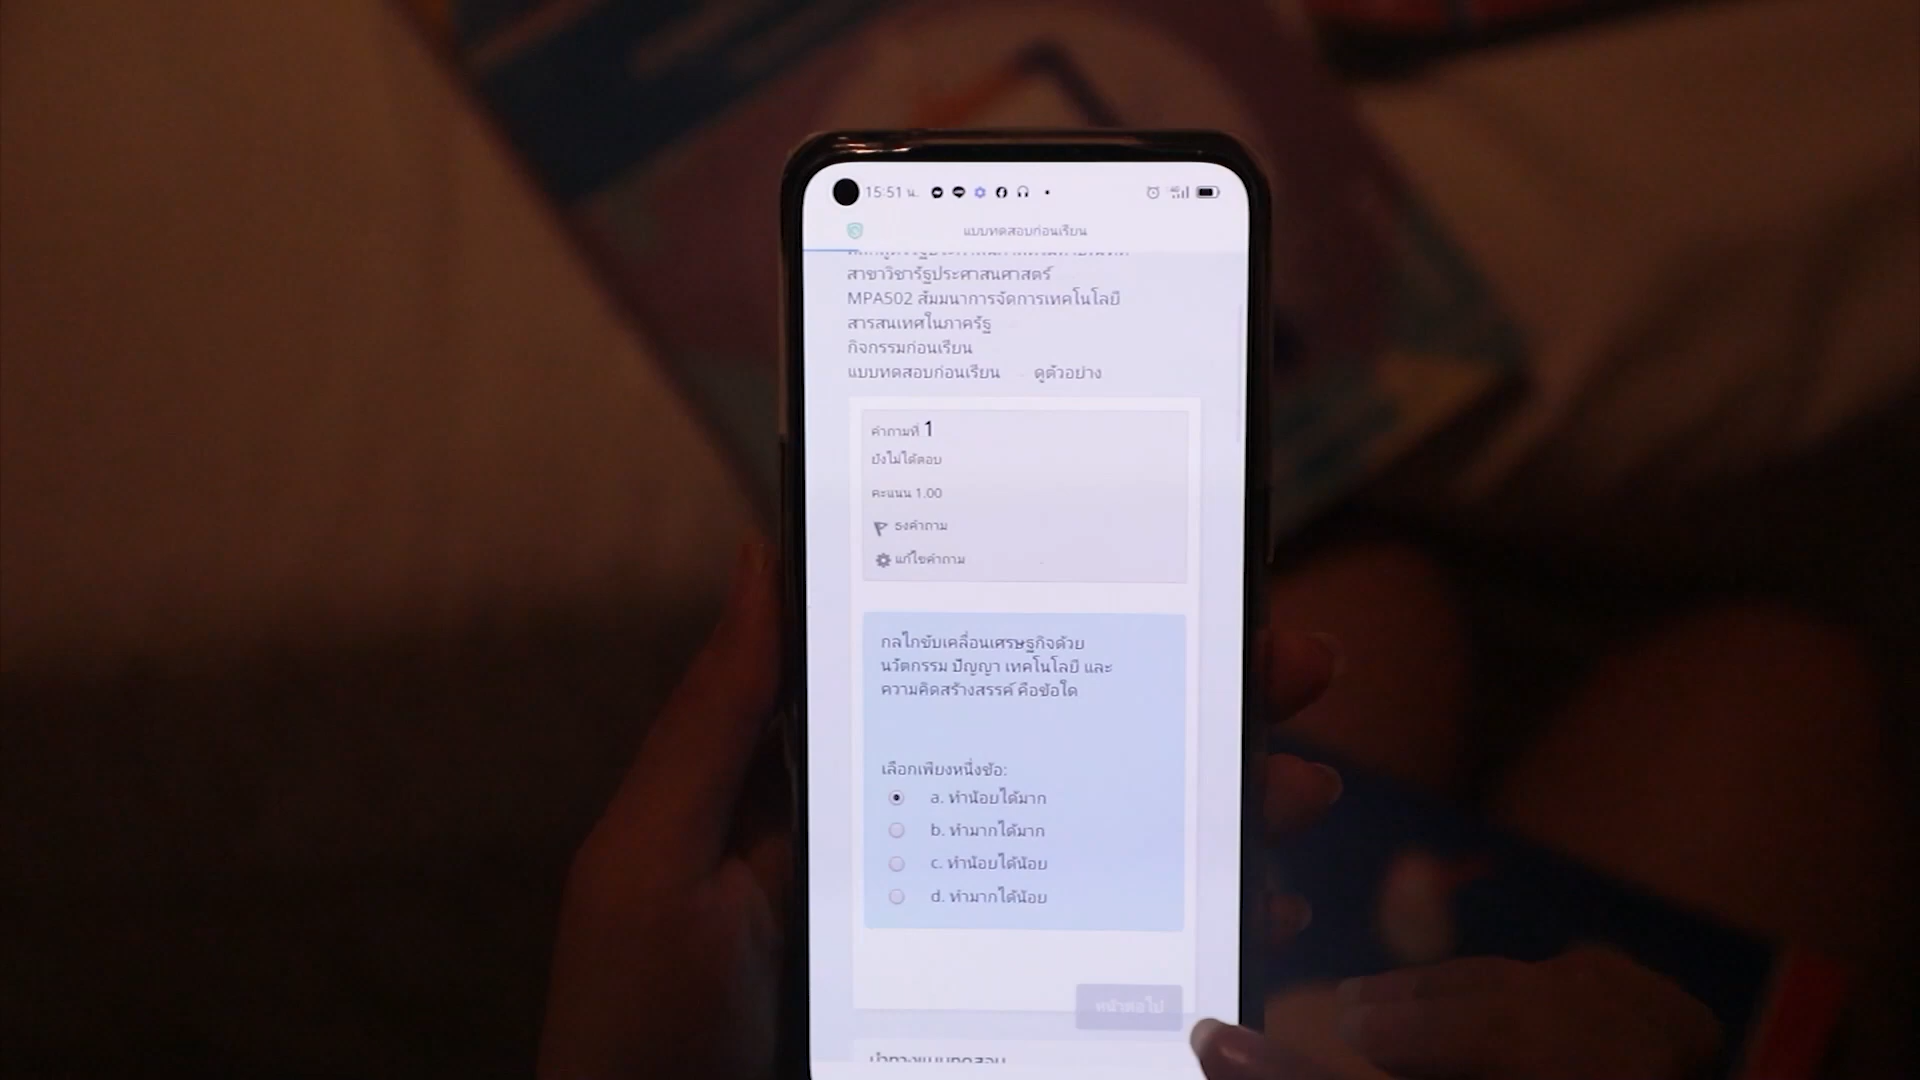 15:51 น.
แบบทดสอบก่อนเรียน
สาขาวิชารัฐประศาสนศาสตร์
MPA502 สัมมนาการจัดการเทคโนโลยี
สารสนเทศในภาครัฐ
กิจกรรมก่อนเรียน
แบบทดสอบก่อนเรียน ดูตัวอย่าง
คำถามที่ 1
ยังไม่ได้ตอบ
คะแนน 1.00
ธงคำถาม
แก้ไขคำถาม
กลไกขับเคลื่อนเศรษฐกิจด้วย
นวัตกรรม ปัญญา เทคโนโลยี และ
ความคิดสร้างสรรค์ คือข้อใด
เลือกเพียงหนึ่งข้อ:
a. ทำน้อยได้มาก
b. ทำมากได้มาก
c. ทำน้อยได้น้อย
d. ทำมากได้น้อย
หน้าต่อไป
นำทางแบบทดสอบ